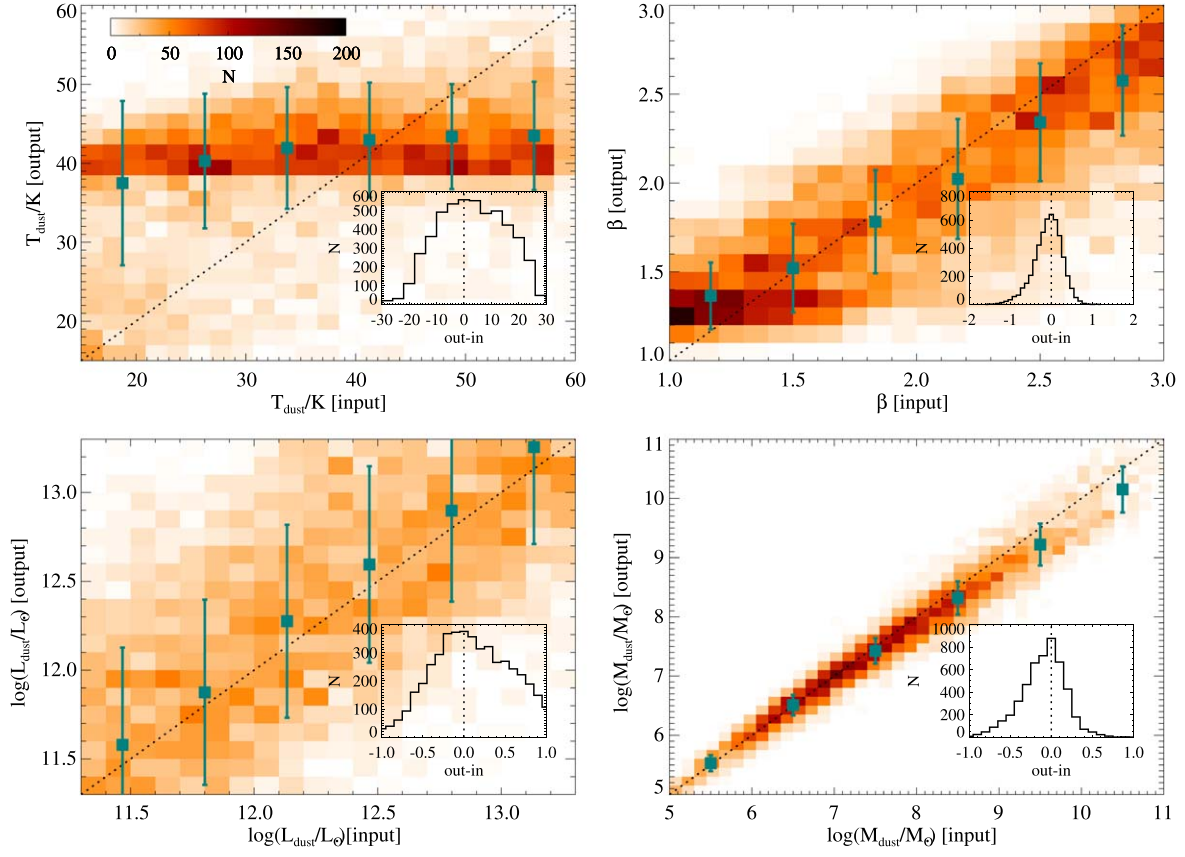 60
50
40
30
20
T_dust/K [output]
0 50 100 150 200
N
600
500
400
300
200
100
0
N
-30 -20 -10 0 10 20 30
out-in
20 30 40 50 60
T_dust/K [input]
3.0
2.5
2.0
1.5
1.0
β [output]
800
600
400
200
0
N
-2 -1 0 1 2
out-in
1.0 1.5 2.0 2.5 3.0
β [input]
13.0
12.5
12.0
11.5
log(L_dust/L_⊙) [output]
400
300
200
100
0
N
-1.0 -0.5 0.0 0.5 1.0
out-in
11.5 12.0 12.5 13.0
log(L_dust/L_⊙)[input]
11
10
9
8
7
6
5
log(M_dust/M_⊙) [output]
1000
800
600
400
200
0
N
-1.0 -0.5 0.0 0.5 1.0
out-in
5 6 7 8 9 10 11
log(M_dust/M_⊙) [input]